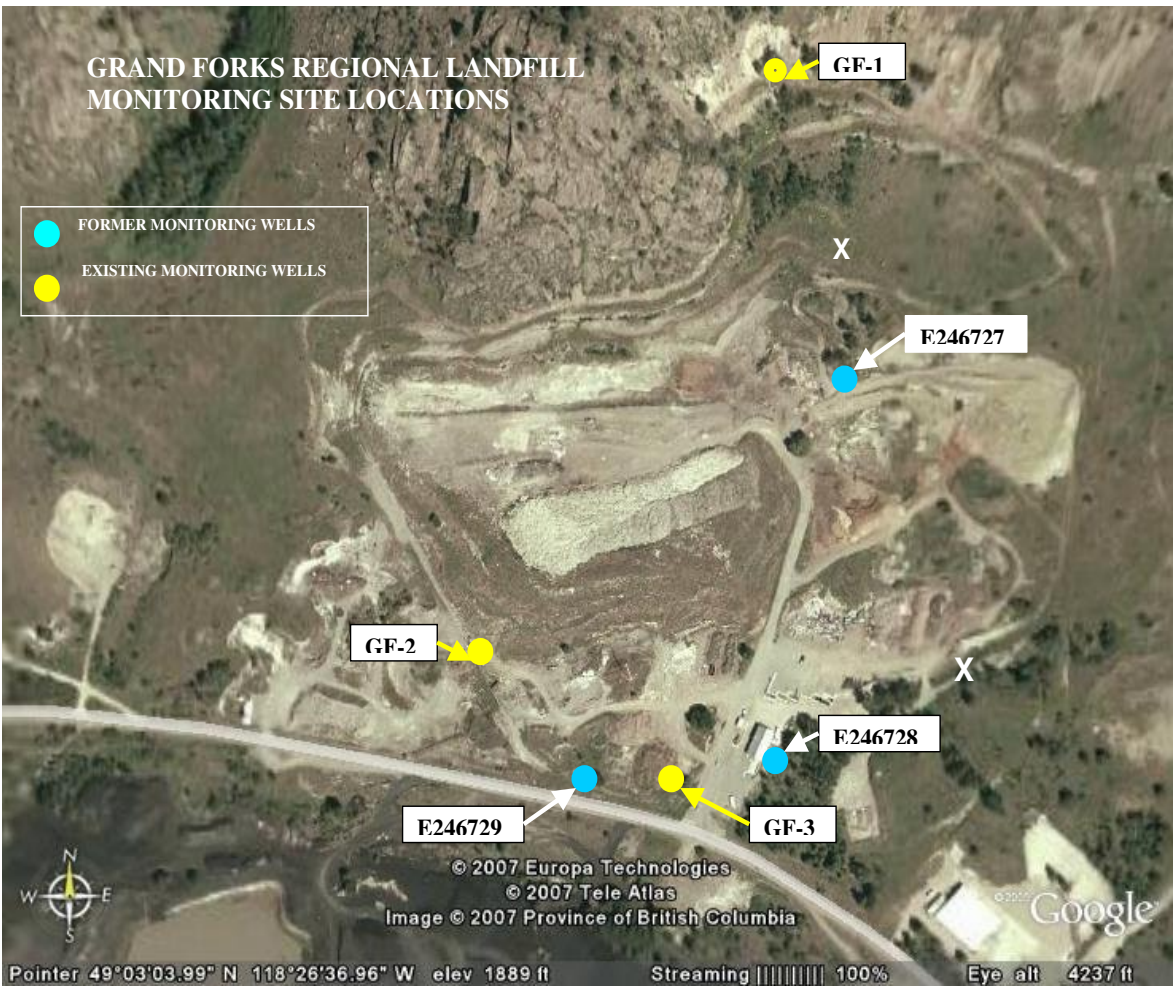 GRAND FORKS REGIONAL LANDFILL
MONITORING SITE LOCATIONS
GF-1
FORMER MONITORING WELLS
EXISTING MONITORING WELLS
X
E246727
GF-2
X
E246728
E246729
GF-3
N
W E
S
© 2007 Europa Technologies
© 2007 Tele Atlas
Image © 2007 Province of British Columbia
Google
Pointer 49°03'03.99" N 118°26'36.96" W elev 1889 ft Streaming |||||||||| 100% Eye alt 4237 ft